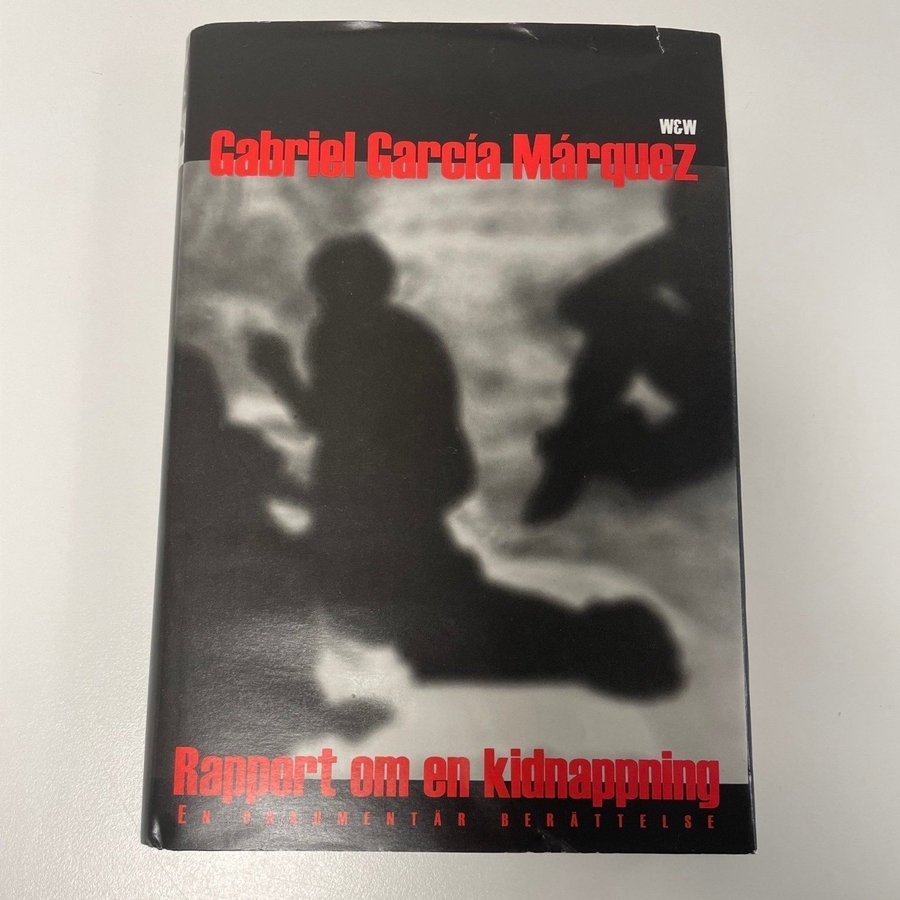 W&W
Gabriel García Márquez
Rapport om en kidnappning
EN DOKUMENTÄR BERÄTTELSE